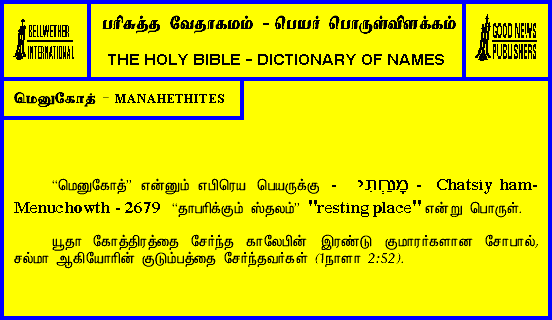 BELLWETHER
INTERNATIONAL
பரிசுத்த வேதாகமம் - பெயர் பொருள்விளக்கம்
THE HOLY BIBLE - DICTIONARY OF NAMES
GOOD NEWS
PUBLISHERS
மெனுகோத் - MANAHETHITES
“மெனுகோத்” என்னும் எபிரெய பெயருக்கு - מָנַחְתִּי - Chatsiy ham-
Menuchowth - 2679 “தாபரிக்கும் ஸ்தலம்” "resting place" என்று பொருள்.
யூதா கோத்திரத்தை சேர்ந்த காலேபின் இரண்டு குமாரர்களான சோபால்,
சல்மா ஆகியோரின் குடும்பத்தை சேர்ந்தவர்கள் (1நாளா 2:52).